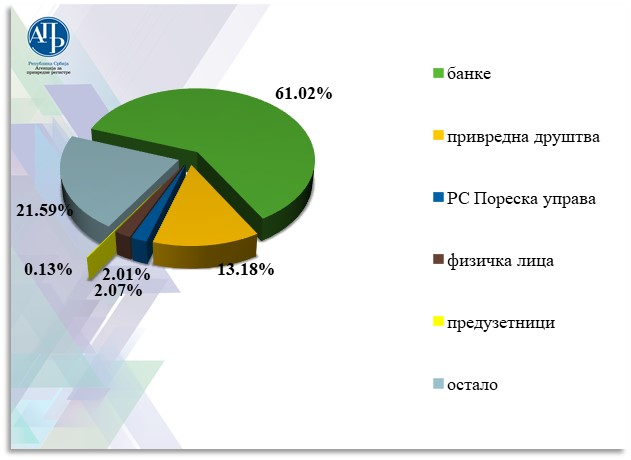 АПР
Република Србија
Агенција за
привредне регистре
61.02%
21.59%
0.13%
2.01%
2.07%
13.18%
банке
привредна друштва
РС Пореска управа
физичка лица
предузетници
остало